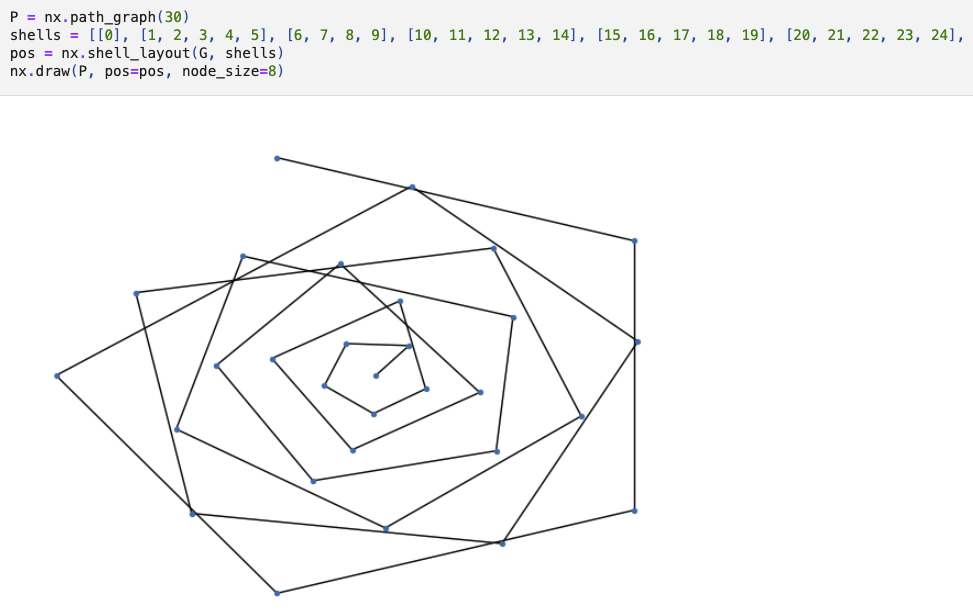 P = nx.path_graph(30)
shells = [[0], [1, 2, 3, 4, 5], [6, 7, 8, 9], [10, 11, 12, 13, 14], [15, 16, 17, 18, 19], [20, 21, 22, 23, 24],
pos = nx.shell_layout(G, shells)
nx.draw(P, pos=pos, node_size=8)